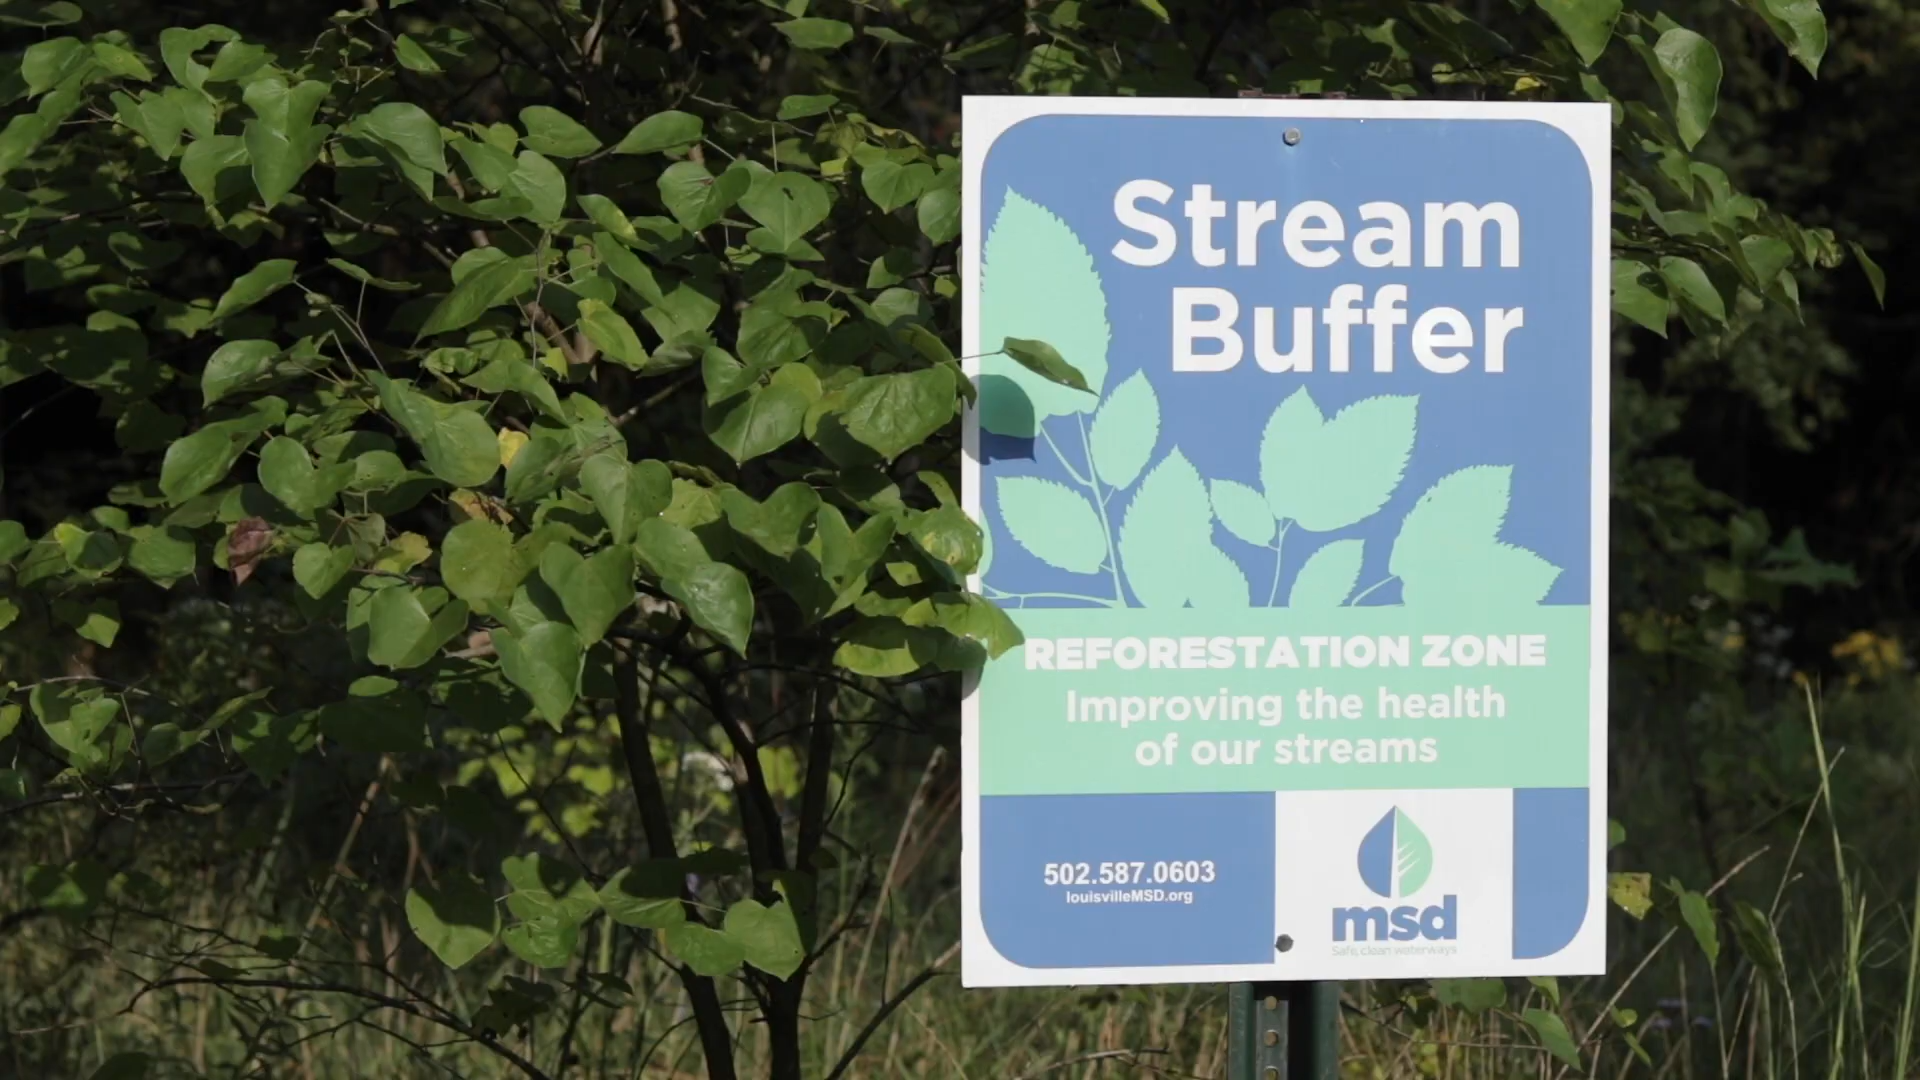 Stream
Buffer
REFORESTATION ZONE
Improving the health
of our streams
502.587.0603
louisvilleMSD.org
msd
Safe, clean waterways